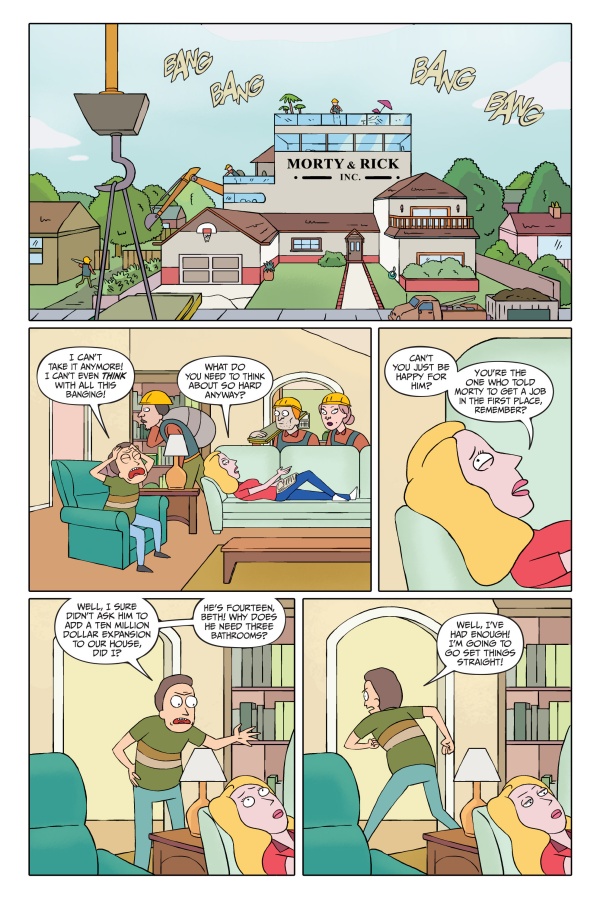 BANG
BANG
BANG
BANG
MORTY & RICK
• INC. •
I CAN'T
TAKE IT ANYMORE!
I CAN'T EVEN THINK
WITH ALL THIS
BANGING!
WHAT DO
YOU NEED TO THINK
ABOUT SO HARD
ANYWAY?
CAN'T
YOU JUST BE
HAPPY FOR
HIM?
YOU'RE THE
ONE WHO TOLD
MORTY TO GET A JOB
IN THE FIRST PLACE,
REMEMBER?
WELL, I SURE
DIDN'T ASK HIM TO
ADD A TEN MILLION
DOLLAR EXPANSION
TO OUR HOUSE,
DID I?
HE'S FOURTEEN,
BETH! WHY DOES
HE NEED THREE
BATHROOMS?
WELL, I'VE
HAD ENOUGH!
I'M GOING TO
GO SET THINGS
STRAIGHT!